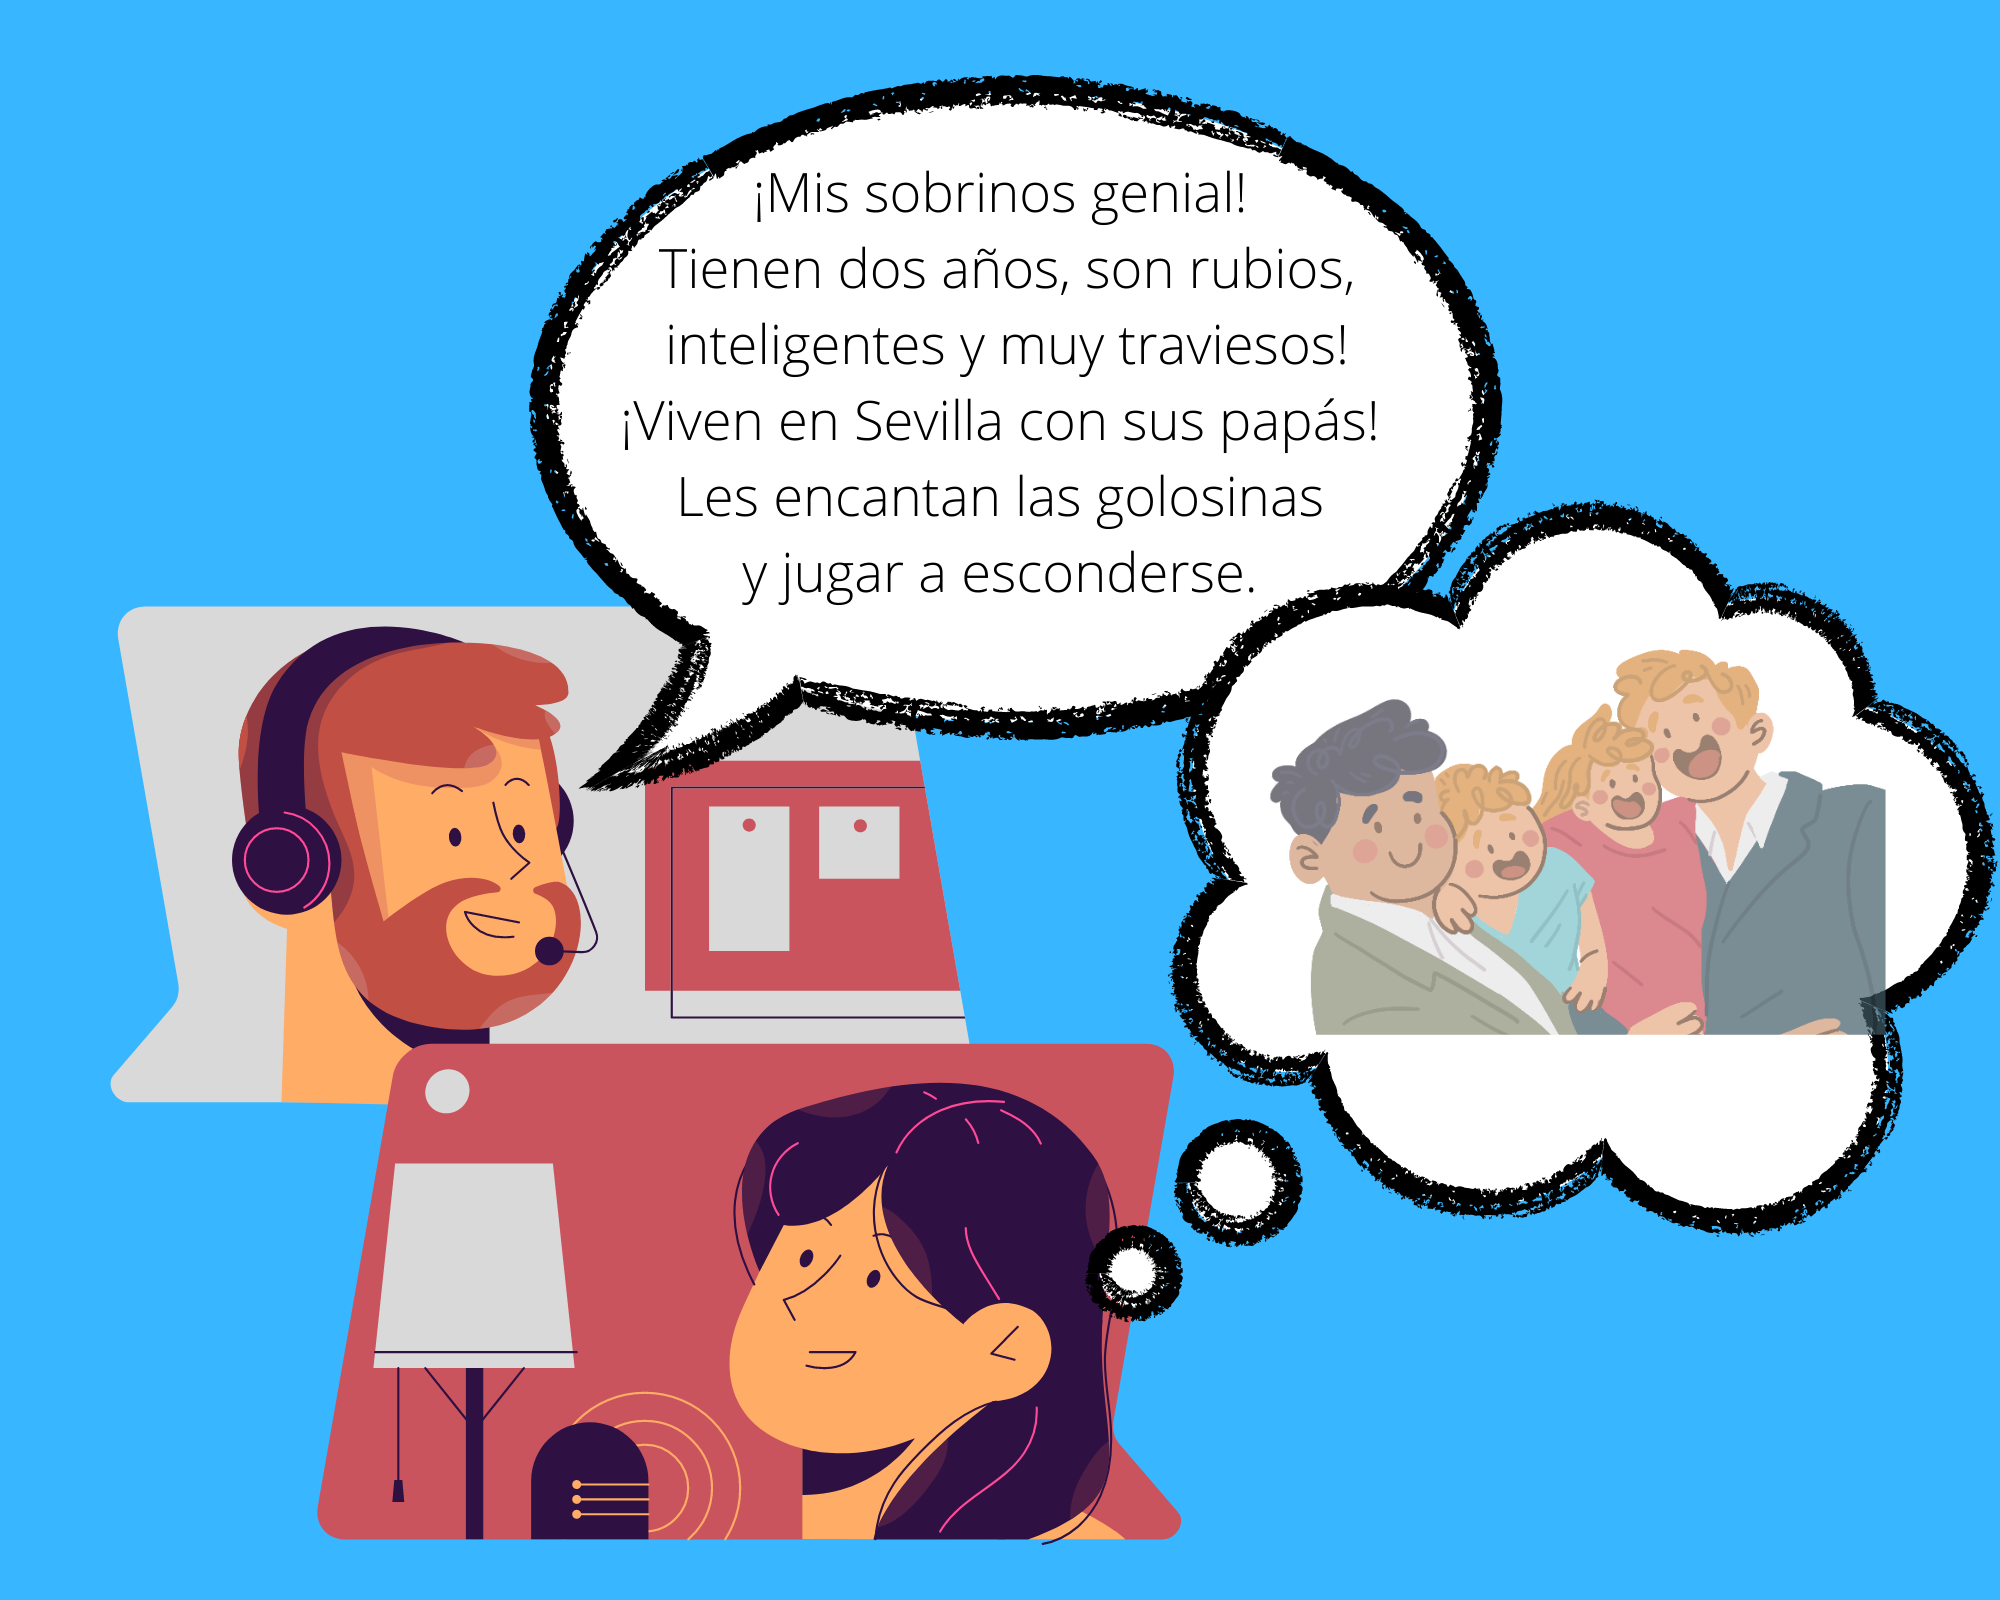 ¡Mis sobrinos genial!
Tienen dos años, son rubios,
inteligentes y muy traviesos!
¡Viven en Sevilla con sus papás!
Les encantan las golosinas
y jugar a esconderse.